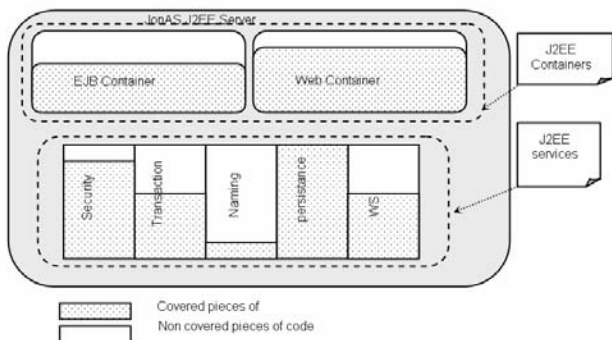 JonAS J2EE Server
EJB Container
Web Container
J2EE
Containers
J2EE
services
Security
Transaction
Naming
persistance
WS
Covered pieces of
Non covered pieces of code